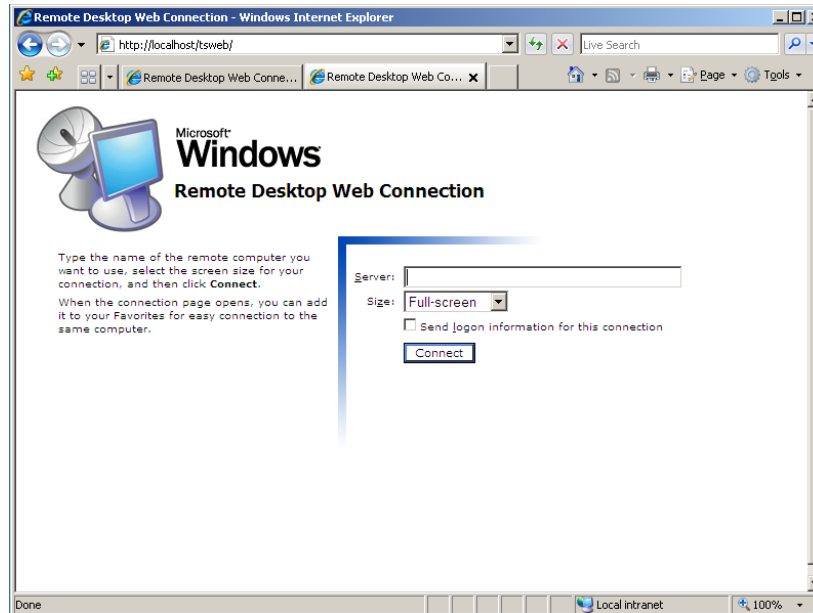 Remote Desktop Web Connection - Windows Internet Explorer
http://localhost/tsweb/
Live Search
Remote Desktop Web Conne...
Remote Desktop Web Co...
Page
Tools
Microsoft
Windows
Remote Desktop Web Connection
Type the name of the remote computer you
want to use, select the screen size for your
connection, and then click Connect.
When the connection page opens, you can add
it to your Favorites for easy connection to the
same computer.
Server:
Size: Full-screen
Send logon information for this connection
Connect
Done
Local intranet
100%